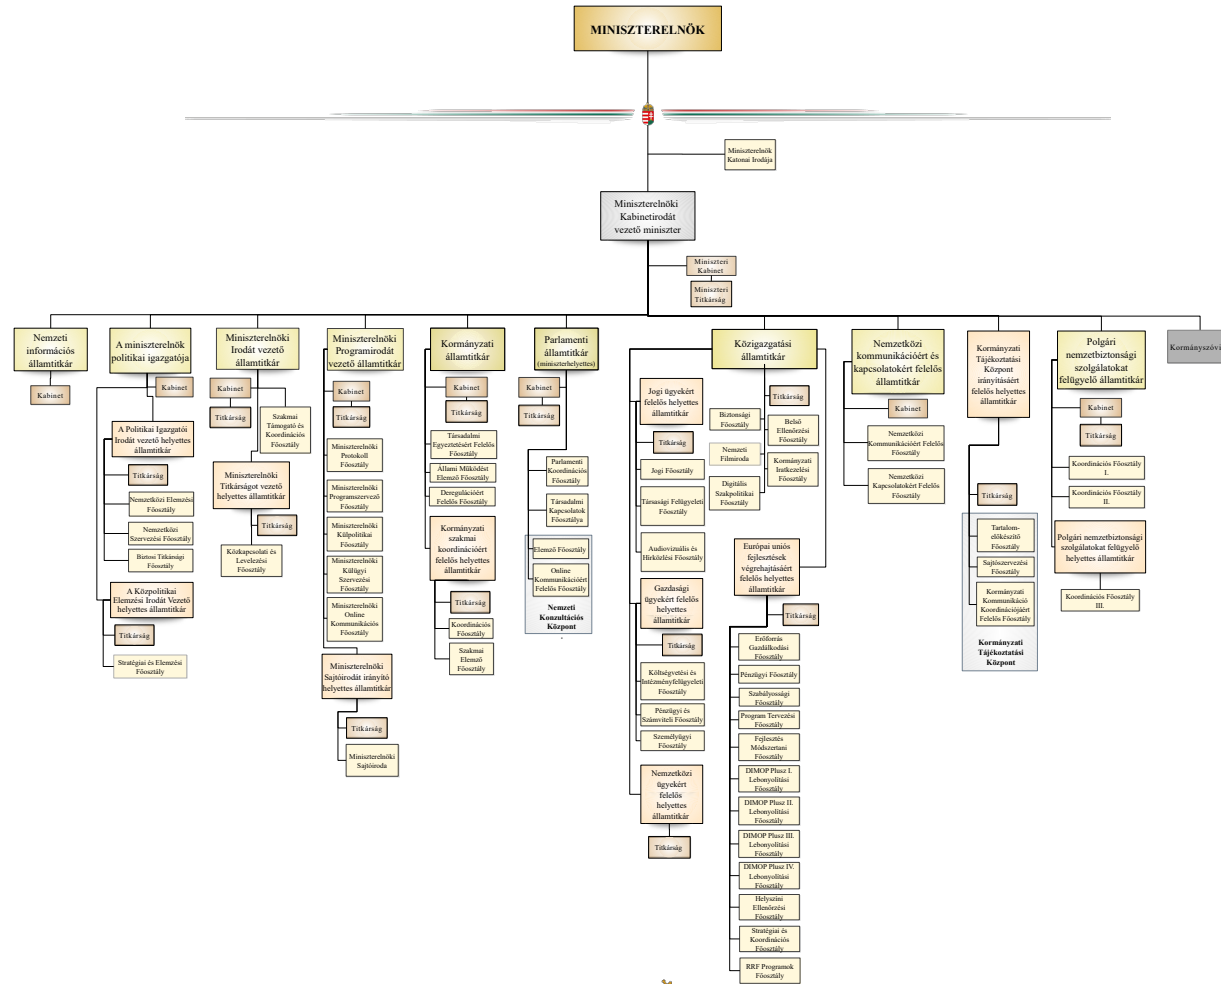 MINISZTERELNÖK
Miniszterelnök
Katonai Irodája
Miniszterelnöki
Kabinetirodát
vezető miniszter
Miniszteri
Kabinet
Miniszteri
Titkárság
Nemzeti
információs
államtitkár
Kabinet
A miniszterelnök
politikai igazgatója
Kabinet
A Politikai Igazgatói
Irodát vezető helyettes
államtitkár
Titkárság
Nemzetközi Elemzési
Főosztály
Nemzetközi
Szervezési Főosztály
Biztosi Titkársági
Főosztály
A Közpolitikai
Elemzési Irodát Vezető
helyettes államtitkár
Titkárság
Stratégiai és Elemzési
Főosztály
Miniszterelnöki
Irodát vezető
államtitkár
Kabinet
Titkárság
Szakmai
Támogató és
Koordinációs
Főosztály
Miniszterelnöki
Titkárságot vezető
helyettes államtitkár
Titkárság
Közkapcsolati és
Levelezési
Főosztály
Miniszterelnöki
Programirodát
vezető államtitkár
Kabinet
Titkárság
Miniszterelnöki
Protokoll
Főosztály
Miniszterelnöki
Programszervező
Főosztály
Miniszterelnöki
Külpolitikai
Főosztály
Miniszterelnöki
Külügyi
Szervezési Főosztály
Miniszterelnöki
Online
Kommunikációs
Főosztály
Miniszterelnöki
Sajtóirodát irányító
helyettes államtitkár
Titkárság
Miniszterelnöki
Sajtóiroda
Kormányzati
államtitkár
Kabinet
Titkárság
Társadalmi
Egyeztetésért Felelős
Főosztály
Állami Működést
Elemző Főosztály
Deregulációért
Felelős Főosztály
Kormányzati
szakmai
koordinációért
felelős helyettes
államtitkár
Titkárság
Koordinációs
Főosztály
Szakmai
Elemző
Főosztály
Parlamenti
államtitkár
(miniszterhelyettes)
Kabinet
Titkárság
Parlamenti
Koordinációs
Főosztály
Társadalmi
Kapcsolatok
Főosztálya
Elemző Főosztály
Online
Kommunikációért
Felelős Főosztály
Nemzeti
Konzultációs
Központ
Közigazgatási
államtitkár
Jogi ügyekért
felelős helyettes
államtitkár
Titkárság
Jogi Főosztály
Társasági Felügyeleti
Főosztály
Audiovizuális és
Hírközlési Főosztály
Gazdasági
ügyekért felelős
helyettes
államtitkár
Titkárság
Költségvetési és
Intézményfelügyeleti
Főosztály
Pénzügyi és
Számviteli Főosztály
Személyügyi
Főosztály
Nemzetközi
ügyekért
felelős
helyettes
államtitkár
Titkárság
Titkárság
Biztonsági
Főosztály
Belső
Ellenőrzési
Főosztály
Nemzeti
Filmiroda
Kormányzati
Iratkezelési
Főosztály
Digitális
Szakpolitikai
Főosztály
Európai uniós
fejlesztések
végrehajtásáért
felelős helyettes
államtitkár
Titkárság
Erőforrás
Gazdálkodási
Főosztály
Pénzügyi Főosztály
Szabályossági
Főosztály
Program Tervezési
Főosztály
Fejlesztés
Módszertani
Főosztály
DIMOP Plusz I.
Lebonyolítási
Főosztály
DIMOP Plusz II.
Lebonyolítási
Főosztály
DIMOP Plusz III.
Lebonyolítási
Főosztály
DIMOP Plusz IV.
Lebonyolítási
Főosztály
Helyszíni
Ellenőrzési
Főosztály
Stratégiai és
Koordinációs
Főosztály
RRF Programok
Főosztály
Nemzetközi
kommunikációért és
kapcsolatokért felelős
államtitkár
Kabinet
Nemzetközi
Kommunikációért Felelős
Főosztály
Nemzetközi
Kapcsolatokért Felelős
Főosztály
Kormányzati
Tájékoztatási
Központ
irányításáért
felelős helyettes
államtitkár
Titkárság
Tartalom-
előkészítő
Főosztály
Sajtószervezési
Főosztály
Kormányzati
Kommunikáció
Koordinációjáért
Felelős Főosztály
Kormányzati
Tájékoztatási
Központ
Polgári
nemzetbiztonsági
szolgálatokat
felügyelő államtitkár
Kabinet
Titkárság
Koordinációs Főosztály
I.
Koordinációs Főosztály
II.
Polgári nemzetbiztonsági
szolgálatokat felügyelő
helyettes államtitkár
Koordinációs Főosztály
III.
Kormányszóvi